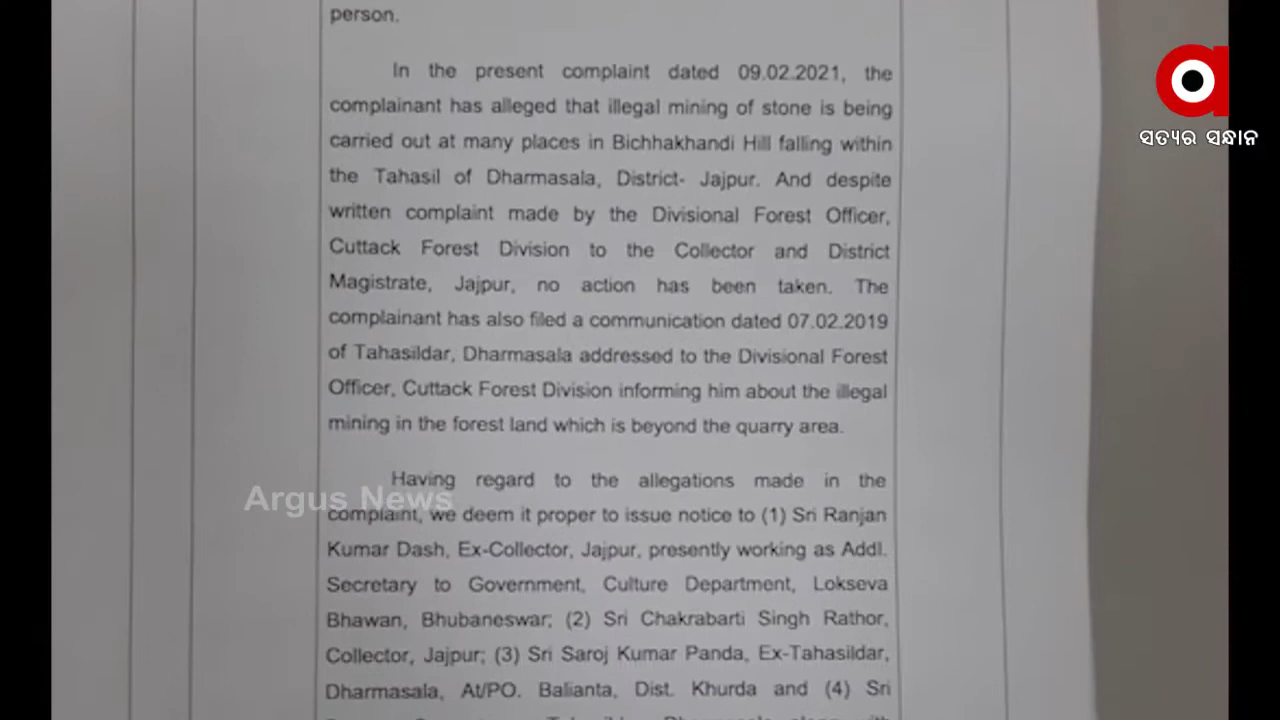 person.
In the present complaint dated 09.02.2021, the
complainant has alleged that illegal mining of stone is being
carried out at many places in Bichhakhandi Hill falling within
the Tahasil of Dharmasala, District- Jajpur. And despite
written complaint made by the Divisional Forest Officer,
Cuttack Forest Division to the Collector and District
Magistrate, Jajpur, no action has been taken. The
complainant has also filed a communication dated 07.02.2019
of Tahasildar, Dharmasala addressed to the Divisional Forest
Officer, Cuttack Forest Division informing him about the illegal
mining in the forest land which is beyond the quarry area.
Having regard to the allegations made in the
complaint, we deem it proper to issue notice to (1) Sri Ranjan
Kumar Dash, Ex-Collector, Jajpur, presently working as Addl.
Secretary to Government, Culture Department, Lokseva
Bhawan, Bhubaneswar; (2) Sri Chakrabarti Singh Rathor,
Collector, Jajpur; (3) Sri Saroj Kumar Panda, Ex-Tahasildar,
Dharmasala, At/PO. Balianta, Dist. Khurda and (4) Sri
Argus News
ସତ୍ୟର ସନ୍ଧାନ